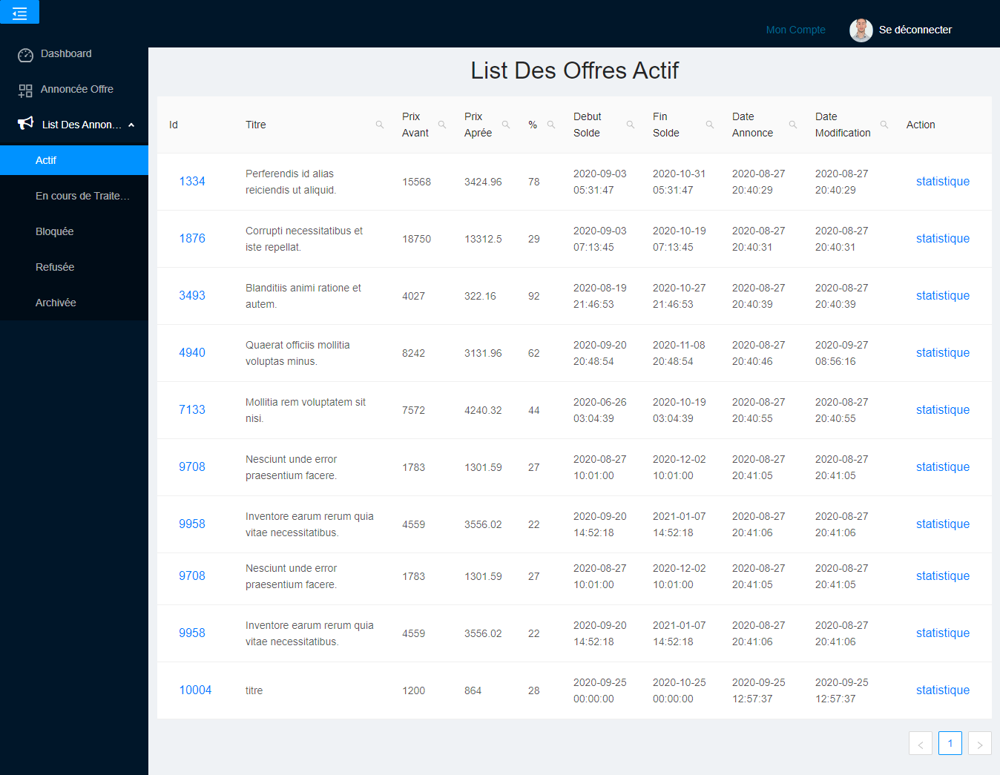 Mon Compte Se déconnecter
Dashboard
Annoncée Offre
List Des Annon...
Actif
En cours de Traite...
Bloquée
Refusée
Archivée
List Des Offres Actif
Id Titre Prix Avant Prix Aprée % Debut Solde Fin Solde Date Annonce Date Modification Action
1334 Perferendis id alias reiciendis ut aliquid. 15568 3424.96 78 2020-09-03 05:31:47 2020-10-31 05:31:47 2020-08-27 20:40:29 2020-08-27 20:40:29 statistique
1876 Corrupti necessitatibus et iste repellat. 18750 13312.5 29 2020-09-03 07:13:45 2020-10-19 07:13:45 2020-08-27 20:40:31 2020-08-27 20:40:31 statistique
3493 Blanditiis animi ratione et autem. 4027 322.16 92 2020-08-19 21:46:53 2020-10-27 21:46:53 2020-08-27 20:40:39 2020-08-27 20:40:39 statistique
4940 Quaerat officiis mollitia voluptas minus. 8242 3131.96 62 2020-09-20 20:48:54 2020-11-08 20:48:54 2020-08-27 20:40:46 2020-09-27 08:56:16 statistique
7133 Mollitia rem voluptatem sit nisi. 7572 4240.32 44 2020-06-26 03:04:39 2020-10-19 03:04:39 2020-08-27 20:40:55 2020-08-27 20:40:55 statistique
9708 Nesciunt unde error praesentium facere. 1783 1301.59 27 2020-08-27 10:01:00 2020-12-02 10:01:00 2020-08-27 20:41:05 2020-08-27 20:41:05 statistique
9958 Inventore earum rerum quia vitae necessitatibus. 4559 3556.02 22 2020-09-20 14:52:18 2021-01-07 14:52:18 2020-08-27 20:41:06 2020-08-27 20:41:06 statistique
9708 Nesciunt unde error praesentium facere. 1783 1301.59 27 2020-08-27 10:01:00 2020-12-02 10:01:00 2020-08-27 20:41:05 2020-08-27 20:41:05 statistique
9958 Inventore earum rerum quia vitae necessitatibus. 4559 3556.02 22 2020-09-20 14:52:18 2021-01-07 14:52:18 2020-08-27 20:41:06 2020-08-27 20:41:06 statistique
10004 titre 1200 864 28 2020-09-25 00:00:00 2020-10-25 00:00:00 2020-09-25 12:57:37 2020-09-25 12:57:37 statistique
< 1 >